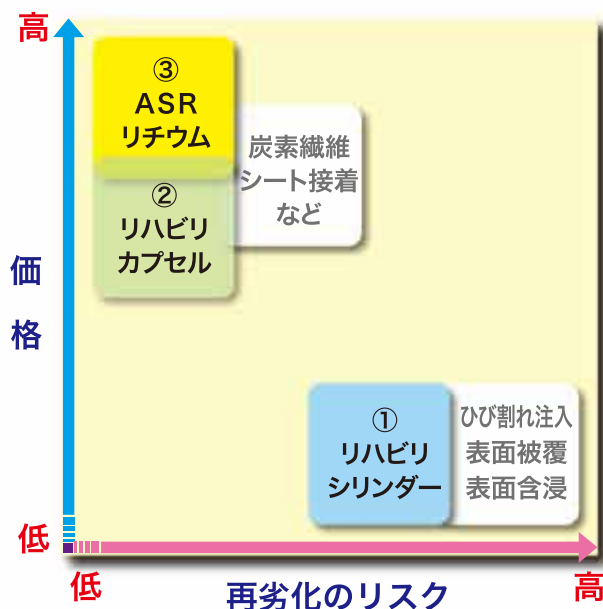 高
③
ASR
リチウム
②
リハビリ
カプセル
炭素繊維
シート接着
など
価
格
①
リハビリ
シリンダー
ひび割れ注入
表面被覆
表面含浸
低
低
再劣化のリスク
高